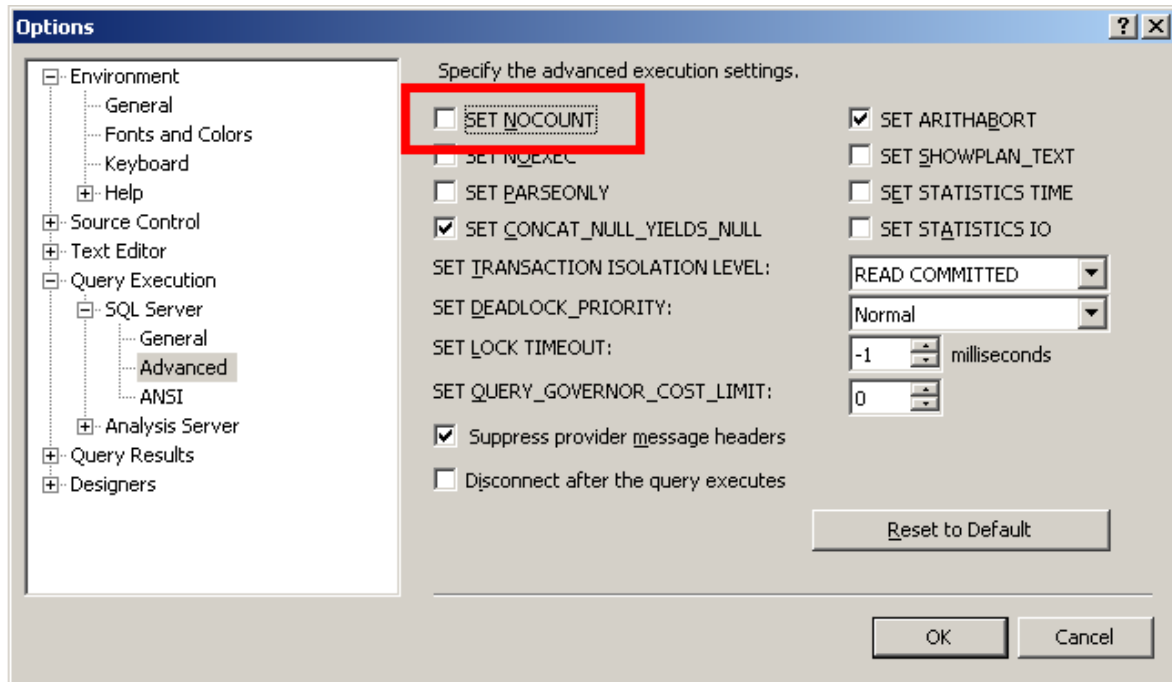 Options
Environment
General
Fonts and Colors
Keyboard
Help
Source Control
Text Editor
Query Execution
SQL Server
General
Advanced
ANSI
Analysis Server
Query Results
Designers
Specify the advanced execution settings.
SET NOCOUNT
SET NOEXEC
SET PARSEONLY
SET CONCAT_NULL_YIELDS_NULL
SET ARITHABORT
SET SHOWPLAN_TEXT
SET STATISTICS TIME
SET STATISTICS IO
SET TRANSACTION ISOLATION LEVEL: READ COMMITTED
SET DEADLOCK_PRIORITY: Normal
SET LOCK TIMEOUT: -1 milliseconds
SET QUERY_GOVERNOR_COST_LIMIT: 0
Suppress provider message headers
Disconnect after the query executes
Reset to Default
OK Cancel